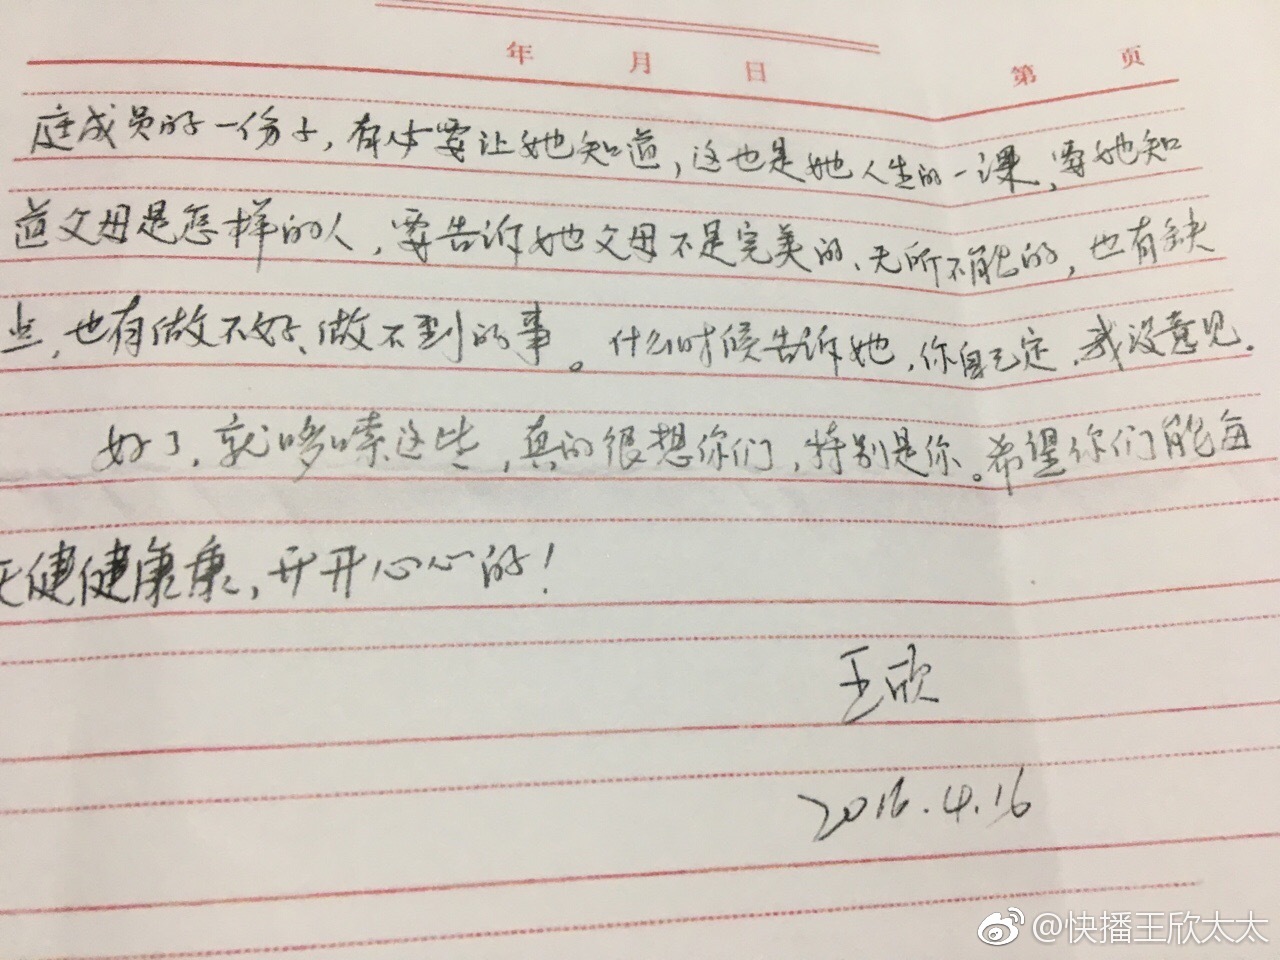 年 月 日 第 页
庭成员的一份子，有必要让她知道，这也是她人生的一课，要她知
道父母是怎样的人，要告诉她父母不是完美的、无所不能的，也有缺
点，也有做不好、做不到的事。什么时候告诉她，你自己定，我没意见。
好了，就哆嗦这些，真的很想你们，特别是你。希望你们能每
天健健康康，开开心心的！
王欣
2016.4.16
@快播王欣太太